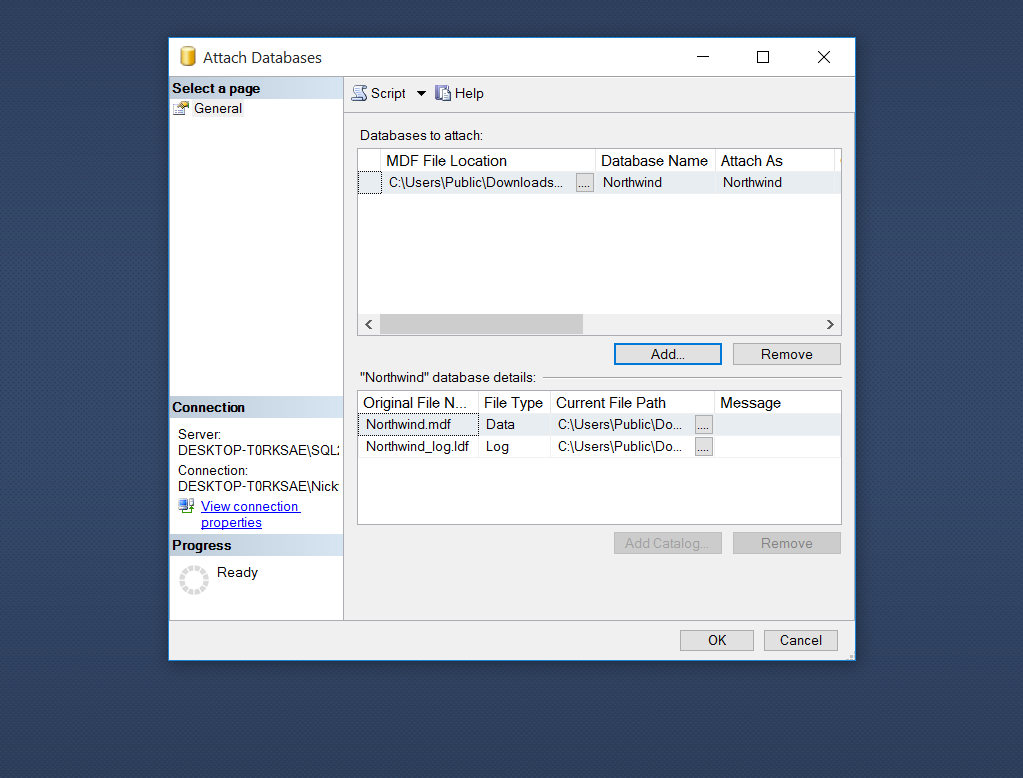 Attach Databases
Select a page
General
Script
Help
Databases to attach:
MDF File Location Database Name Attach As
C:\Users\Public\Downloads... .... Northwind Northwind
Add... Remove
"Northwind" database details:
Original File N... File Type Current File Path Message
Northwind.mdf Data C:\Users\Public\Do... ....
Northwind_log.ldf Log C:\Users\Public\Do... ....
Add Catalog... Remove
Connection
Server:
DESKTOP-T0RKSAE\SQL
Connection:
DESKTOP-T0RKSAE\Nick
View connection
properties
Progress
Ready
OK Cancel